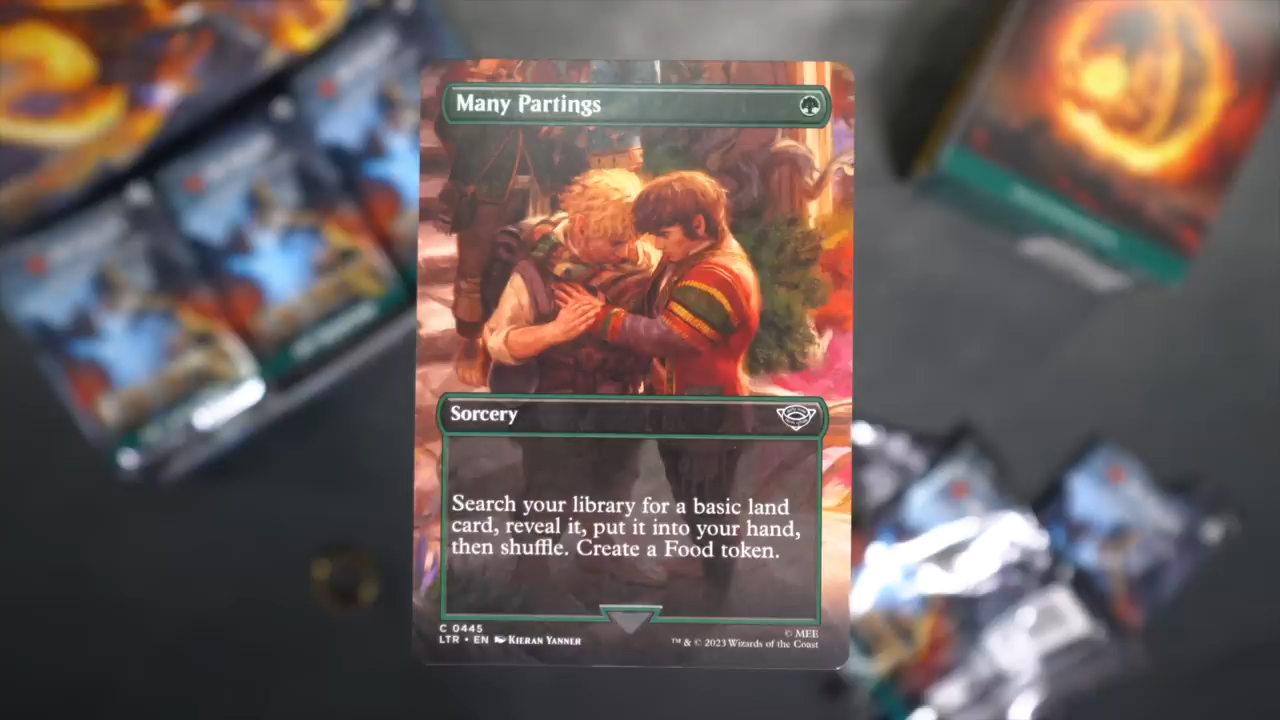 Many Partings
Sorcery
Search your library for a basic land
card, reveal it, put it into your hand,
then shuffle. Create a Food token.
C 0445
LTR • EN KIERAN YANNER
© MEE
™ & © 2023 Wizards of the Coast